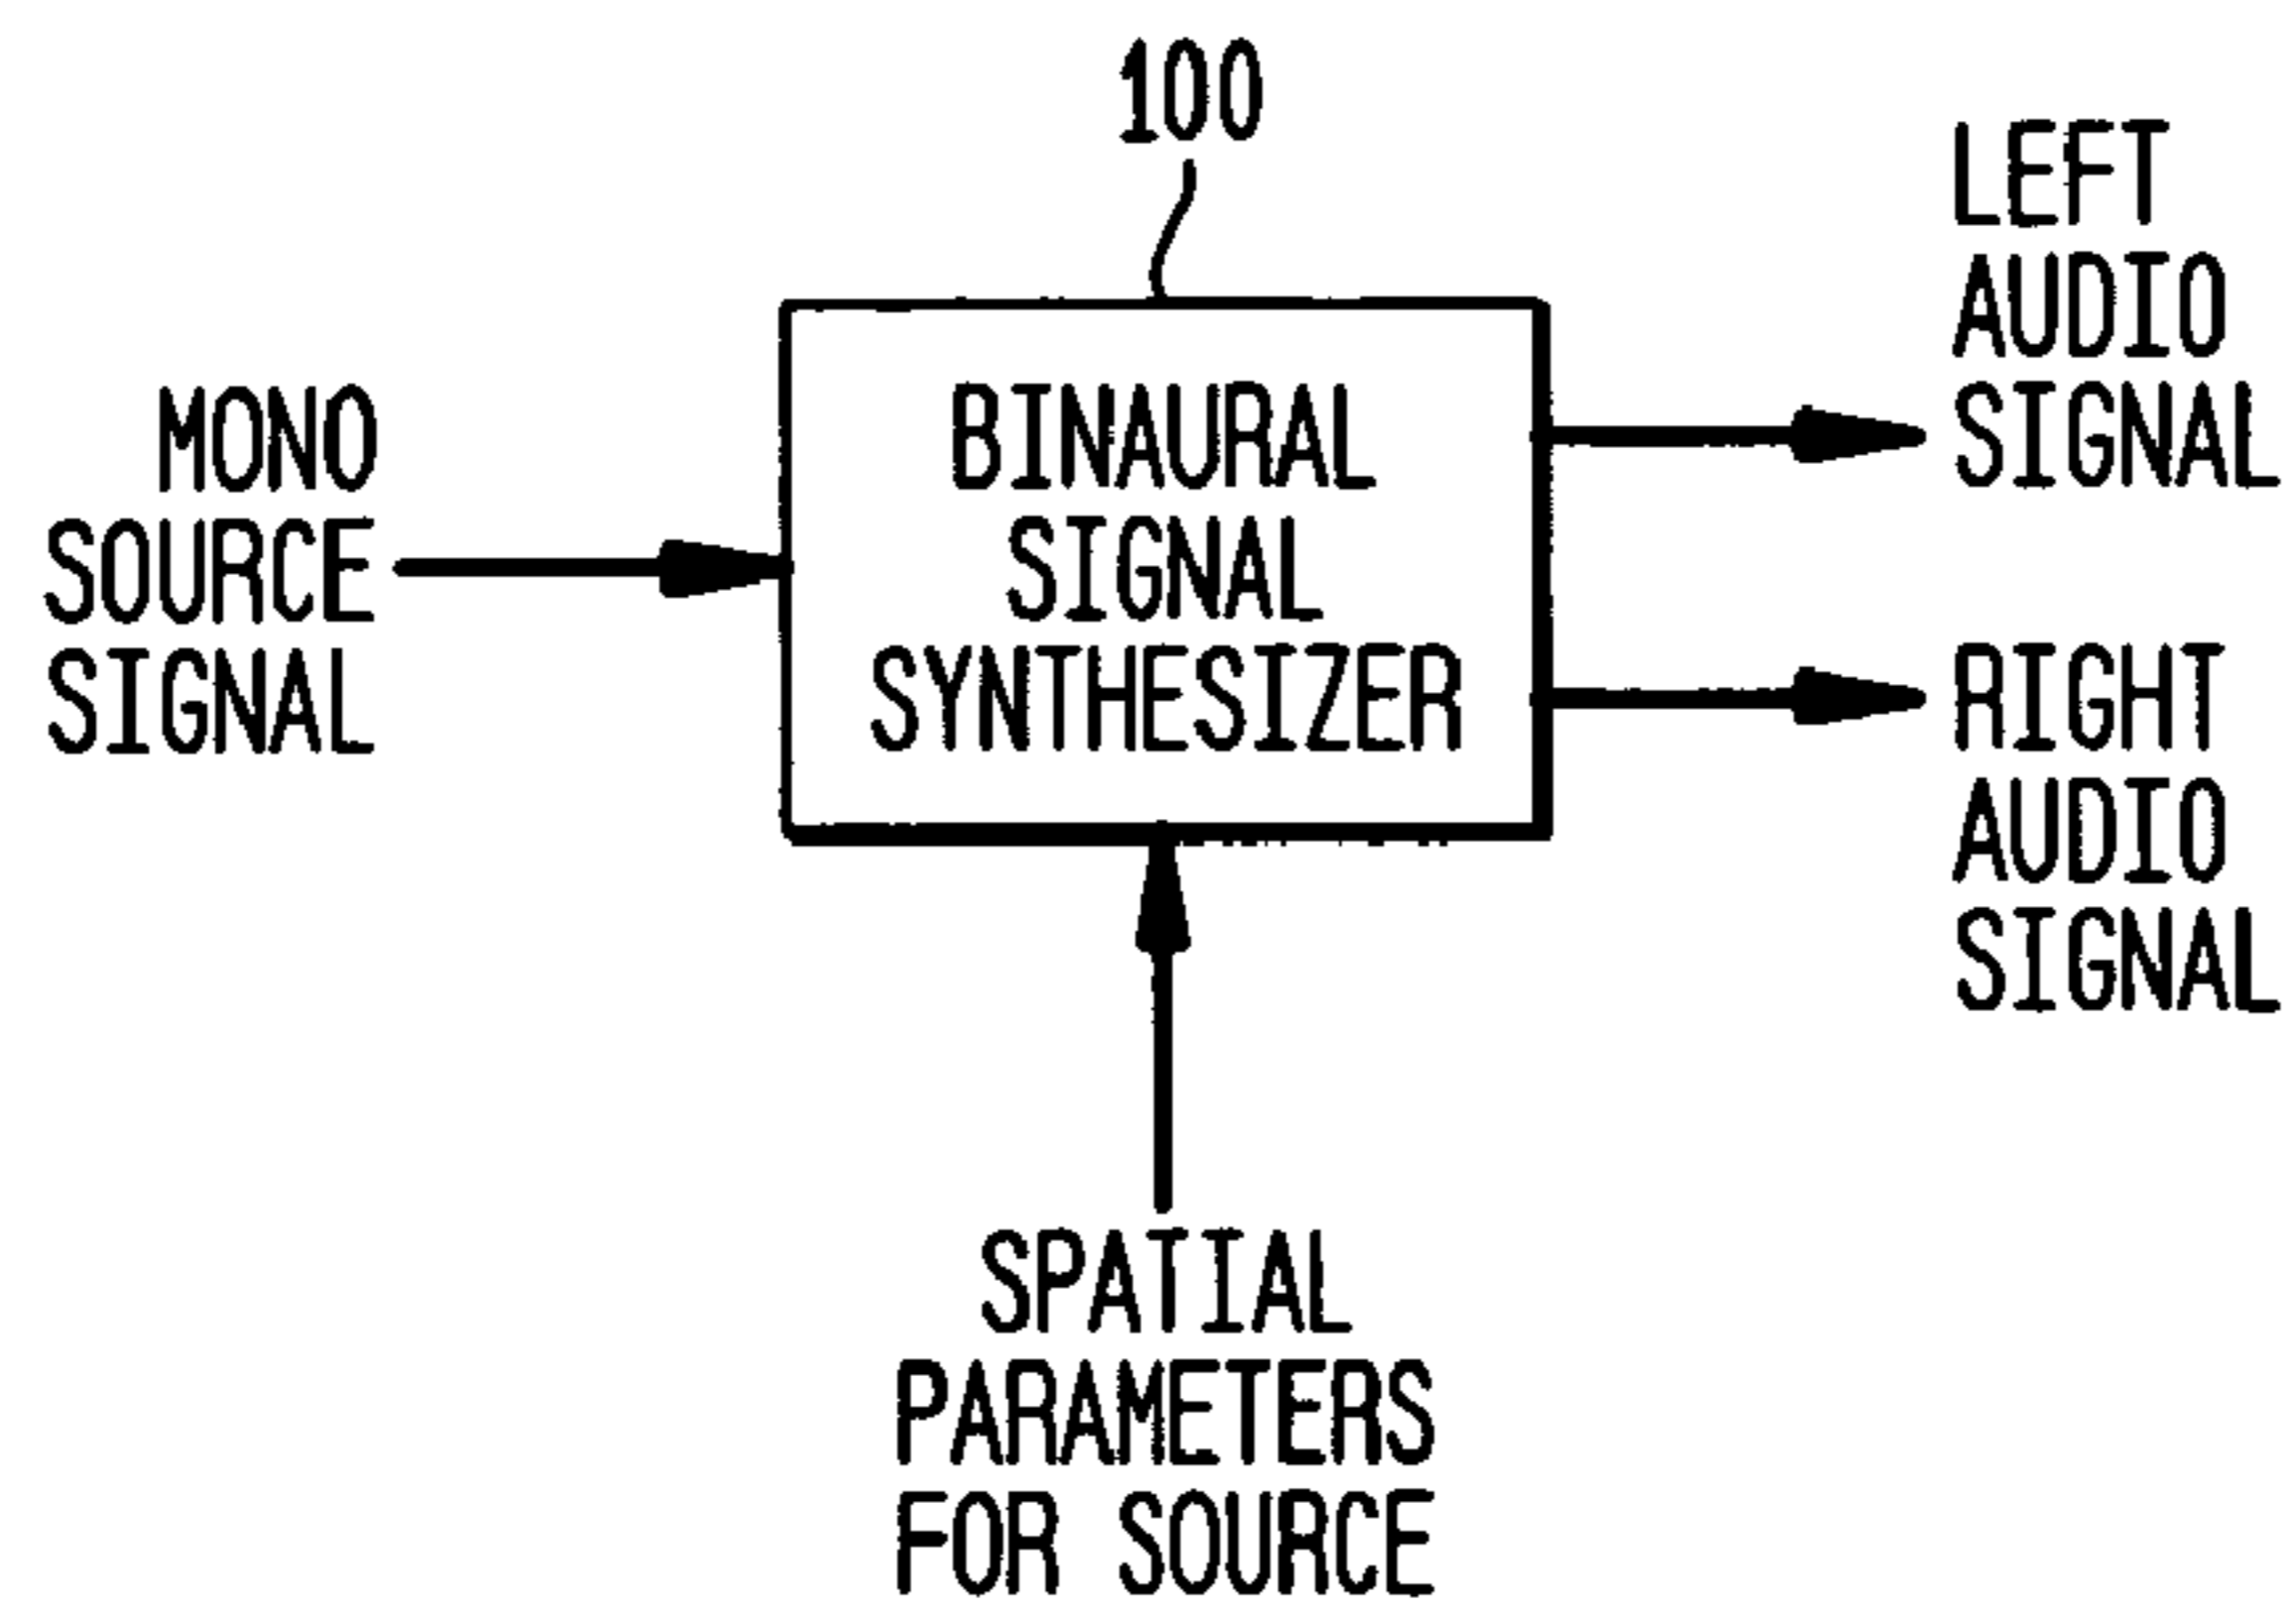 100
MONO
SOURCE
SIGNAL
BINAURAL
SIGNAL
SYNTHESIZER
LEFT
AUDIO
SIGNAL
RIGHT
AUDIO
SIGNAL
SPATIAL
PARAMETERS
FOR SOURCE